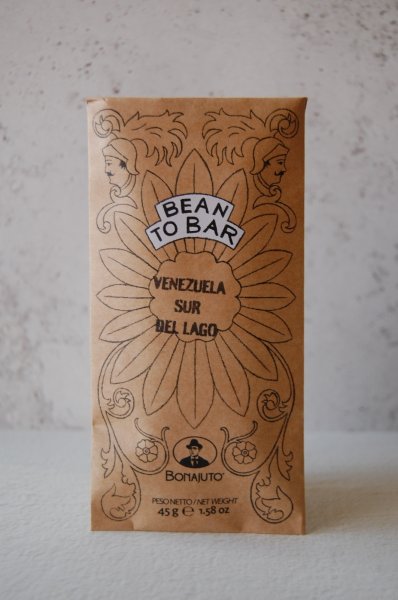 BEAN
TO BAR
VENEZUELA
SUR
DEL LAGO
BONAJUTO
PESO NETTO / NET WEIGHT
45 g ℮ 1.58 oz